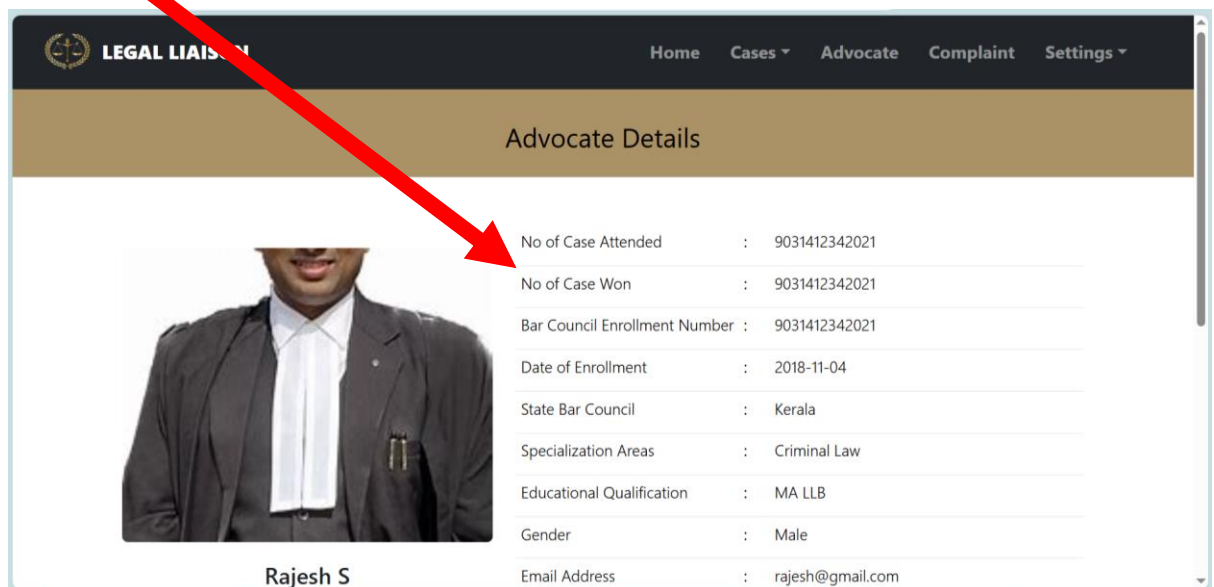 LEGAL LIAISON Home Cases Advocate Complaint Settings
Advocate Details
No of Case Attended : 9031412342021
No of Case Won : 9031412342021
Bar Council Enrollment Number : 9031412342021
Date of Enrollment : 2018-11-04
State Bar Council : Kerala
Specialization Areas : Criminal Law
Educational Qualification : MA LLB
Gender : Male
Rajesh S
Email Address : rajesh@gmail.com